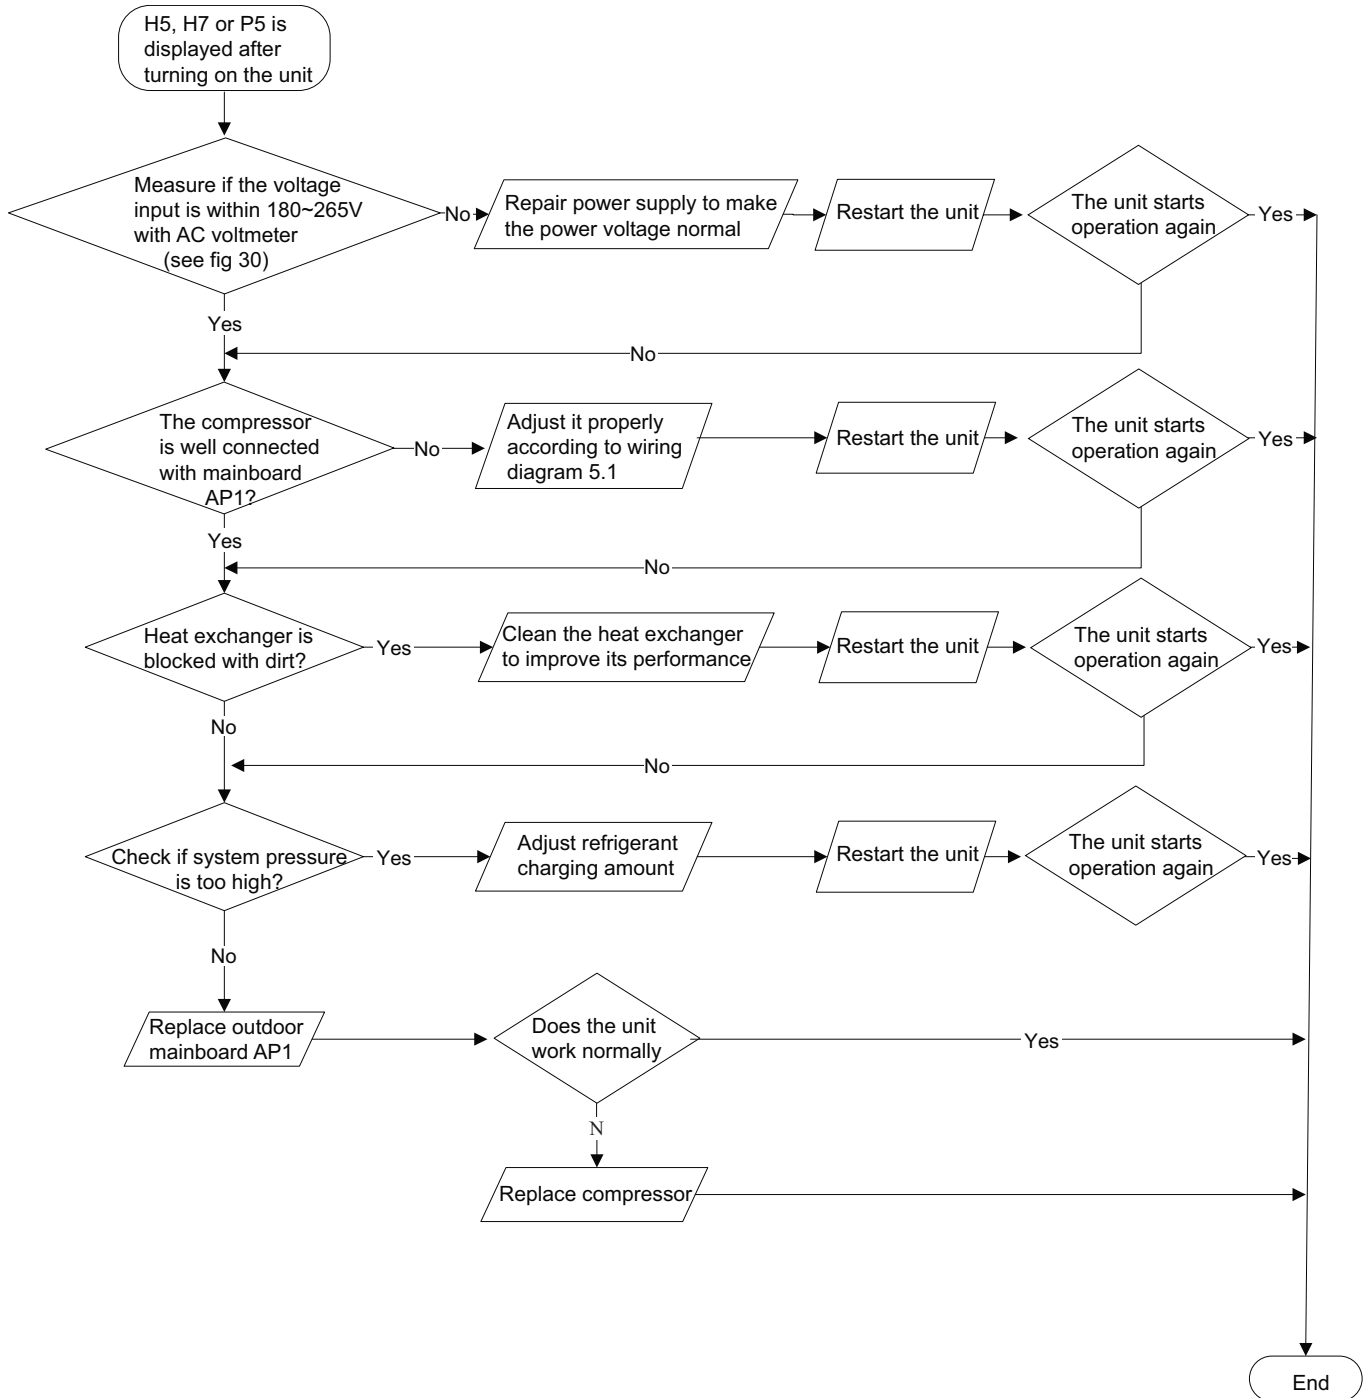 H5, H7 or P5 is
displayed after
turning on the unit
Measure if the voltage
input is within 180~265V
with AC voltmeter
(see fig 30)
No
Repair power supply to make
the power voltage normal
Restart the unit
The unit starts
operation again
Yes
Yes
No
The compressor
is well connected
with mainboard
AP1?
No
Adjust it properly
according to wiring
diagram 5.1
Restart the unit
The unit starts
operation again
Yes
Yes
No
Heat exchanger is
blocked with dirt?
Yes
Clean the heat exchanger
to improve its performance
Restart the unit
The unit starts
operation again
Yes
No
No
Check if system pressure
is too high?
Yes
Adjust refrigerant
charging amount
Restart the unit
The unit starts
operation again
Yes
No
Replace outdoor
mainboard AP1
Does the unit
work normally
Yes
N
Replace compressor
End